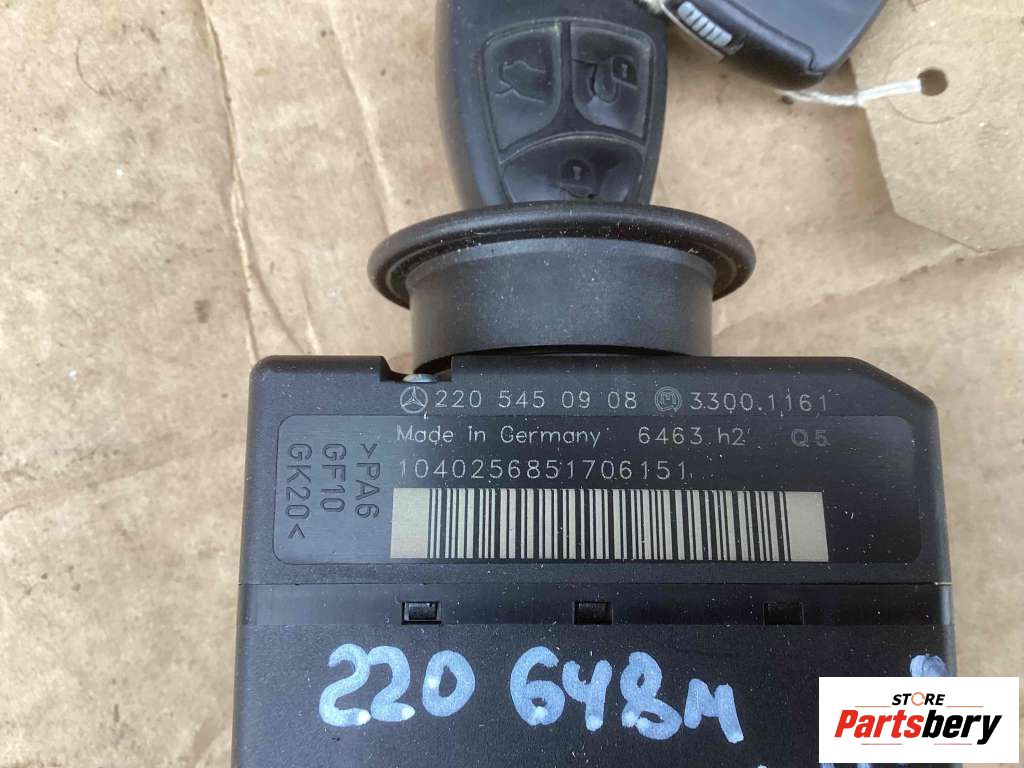 220 545 09 08 3300.1161
Made in Germany 6463 h2 Q5
1040256851706151
>PA6
GF10
GK20<
220 648M
STORE
Partsbery